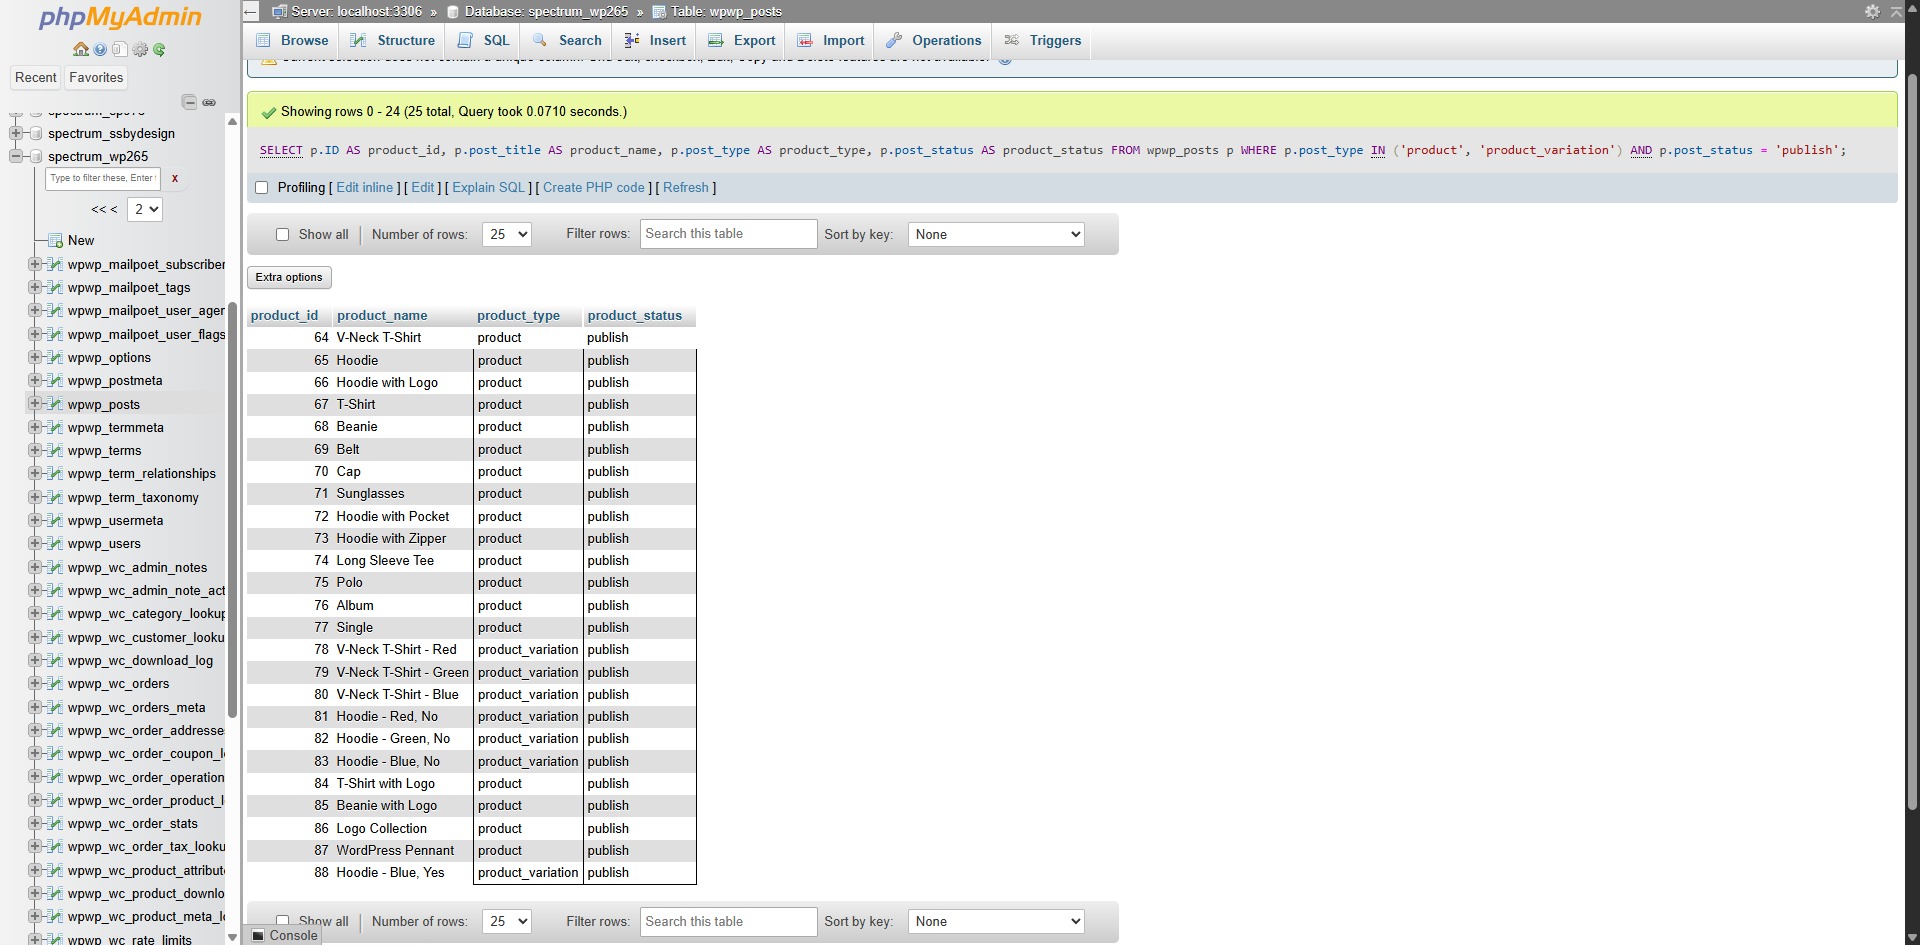 phpMyAdmin
Recent Favorites
spectrum_ssbydesign
spectrum_wp265
Type to filter these, Enter x
<< < 2
New
wpwp_mailpoet_subscriber
wpwp_mailpoet_tags
wpwp_mailpoet_user_agen
wpwp_mailpoet_user_flags
wpwp_options
wpwp_postmeta
wpwp_posts
wpwp_termmeta
wpwp_terms
wpwp_term_relationships
wpwp_term_taxonomy
wpwp_usermeta
wpwp_users
wpwp_wc_admin_notes
wpwp_wc_admin_note_act
wpwp_wc_category_lookup
wpwp_wc_customer_looku
wpwp_wc_download_log
wpwp_wc_orders
wpwp_wc_orders_meta
wpwp_wc_order_addresse
wpwp_wc_order_coupon_l
wpwp_wc_order_operation
wpwp_wc_order_product_l
wpwp_wc_order_stats
wpwp_wc_order_tax_looku
wpwp_wc_product_attribut
wpwp_wc_product_downlo
wpwp_wc_product_meta_l
wpwp_wc_rate_limits
Server: localhost:3306 » Database: spectrum_wp265 » Table: wpwp_posts
Browse Structure SQL Search Insert Export Import Operations Triggers
Showing rows 0 - 24 (25 total, Query took 0.0710 seconds.)
SELECT p.ID AS product_id, p.post_title AS product_name, p.post_type AS product_type, p.post_status AS product_status FROM wpwp_posts p WHERE p.post_type IN ('product', 'product_variation') AND p.post_status = 'publish';
Profiling [ Edit inline ] [ Edit ] [ Explain SQL ] [ Create PHP code ] [ Refresh ]
Show all Number of rows: 25 Filter rows: Search this table Sort by key: None
Extra options
product_id product_name product_type product_status
64 V-Neck T-Shirt product publish
65 Hoodie product publish
66 Hoodie with Logo product publish
67 T-Shirt product publish
68 Beanie product publish
69 Belt product publish
70 Cap product publish
71 Sunglasses product publish
72 Hoodie with Pocket product publish
73 Hoodie with Zipper product publish
74 Long Sleeve Tee product publish
75 Polo product publish
76 Album product publish
77 Single product publish
78 V-Neck T-Shirt - Red product_variation publish
79 V-Neck T-Shirt - Green product_variation publish
80 V-Neck T-Shirt - Blue product_variation publish
81 Hoodie - Red, No product_variation publish
82 Hoodie - Green, No product_variation publish
83 Hoodie - Blue, No product_variation publish
84 T-Shirt with Logo product publish
85 Beanie with Logo product publish
86 Logo Collection product publish
87 WordPress Pennant product publish
88 Hoodie - Blue, Yes product_variation publish
Show all Number of rows: 25 Filter rows: Search this table Sort by key: None
Console